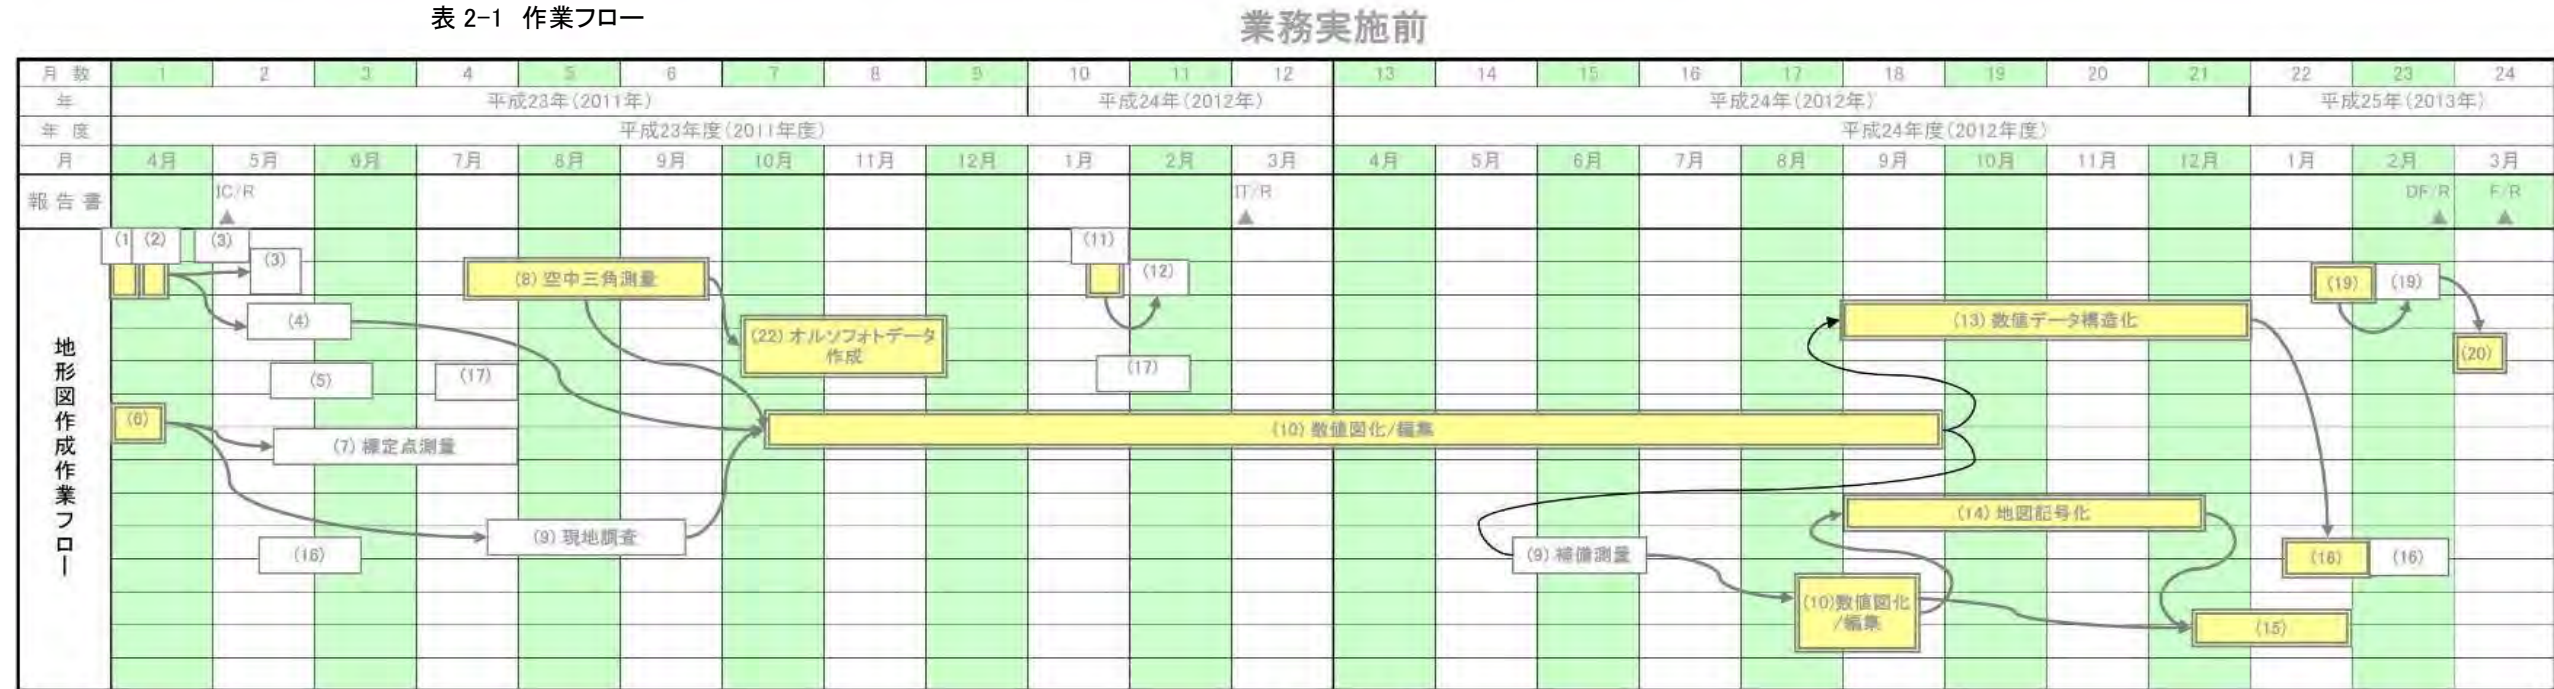 表 2-1 作業フロー
業務実施前
月 数 1 2 3 4 5 6 7 8 9 10 11 12 13 14 15 16 17 18 19 20 21 22 23 24
年 平成23年(2011年) 平成24年(2012年) 平成24年(2012年) 平成25年(2013年)
年 度 平成23年度(2011年度) 平成24年度(2012年度)
月 4月 5月 6月 7月 8月 9月 10月 11月 12月 1月 2月 3月 4月 5月 6月 7月 8月 9月 10月 11月 12月 1月 2月 3月
報 告 書 IC/R IT/R DF/R F/R
地形図作成作業フロー
(1 (2) (3) (11)
(3) (8) 空中三角測量 (12) (19) (19)
(4) (22) オルソフォトデータ (13) 数値データ構造化
作成 (20)
(5) (17) (17)
(6) (10) 数値図化/編集
(7) 標定点測量
(14) 地図記号化
(9) 現地調査
(16) (9) 補備測量 (16) (16)
(10)数値図化
/編集 (15)